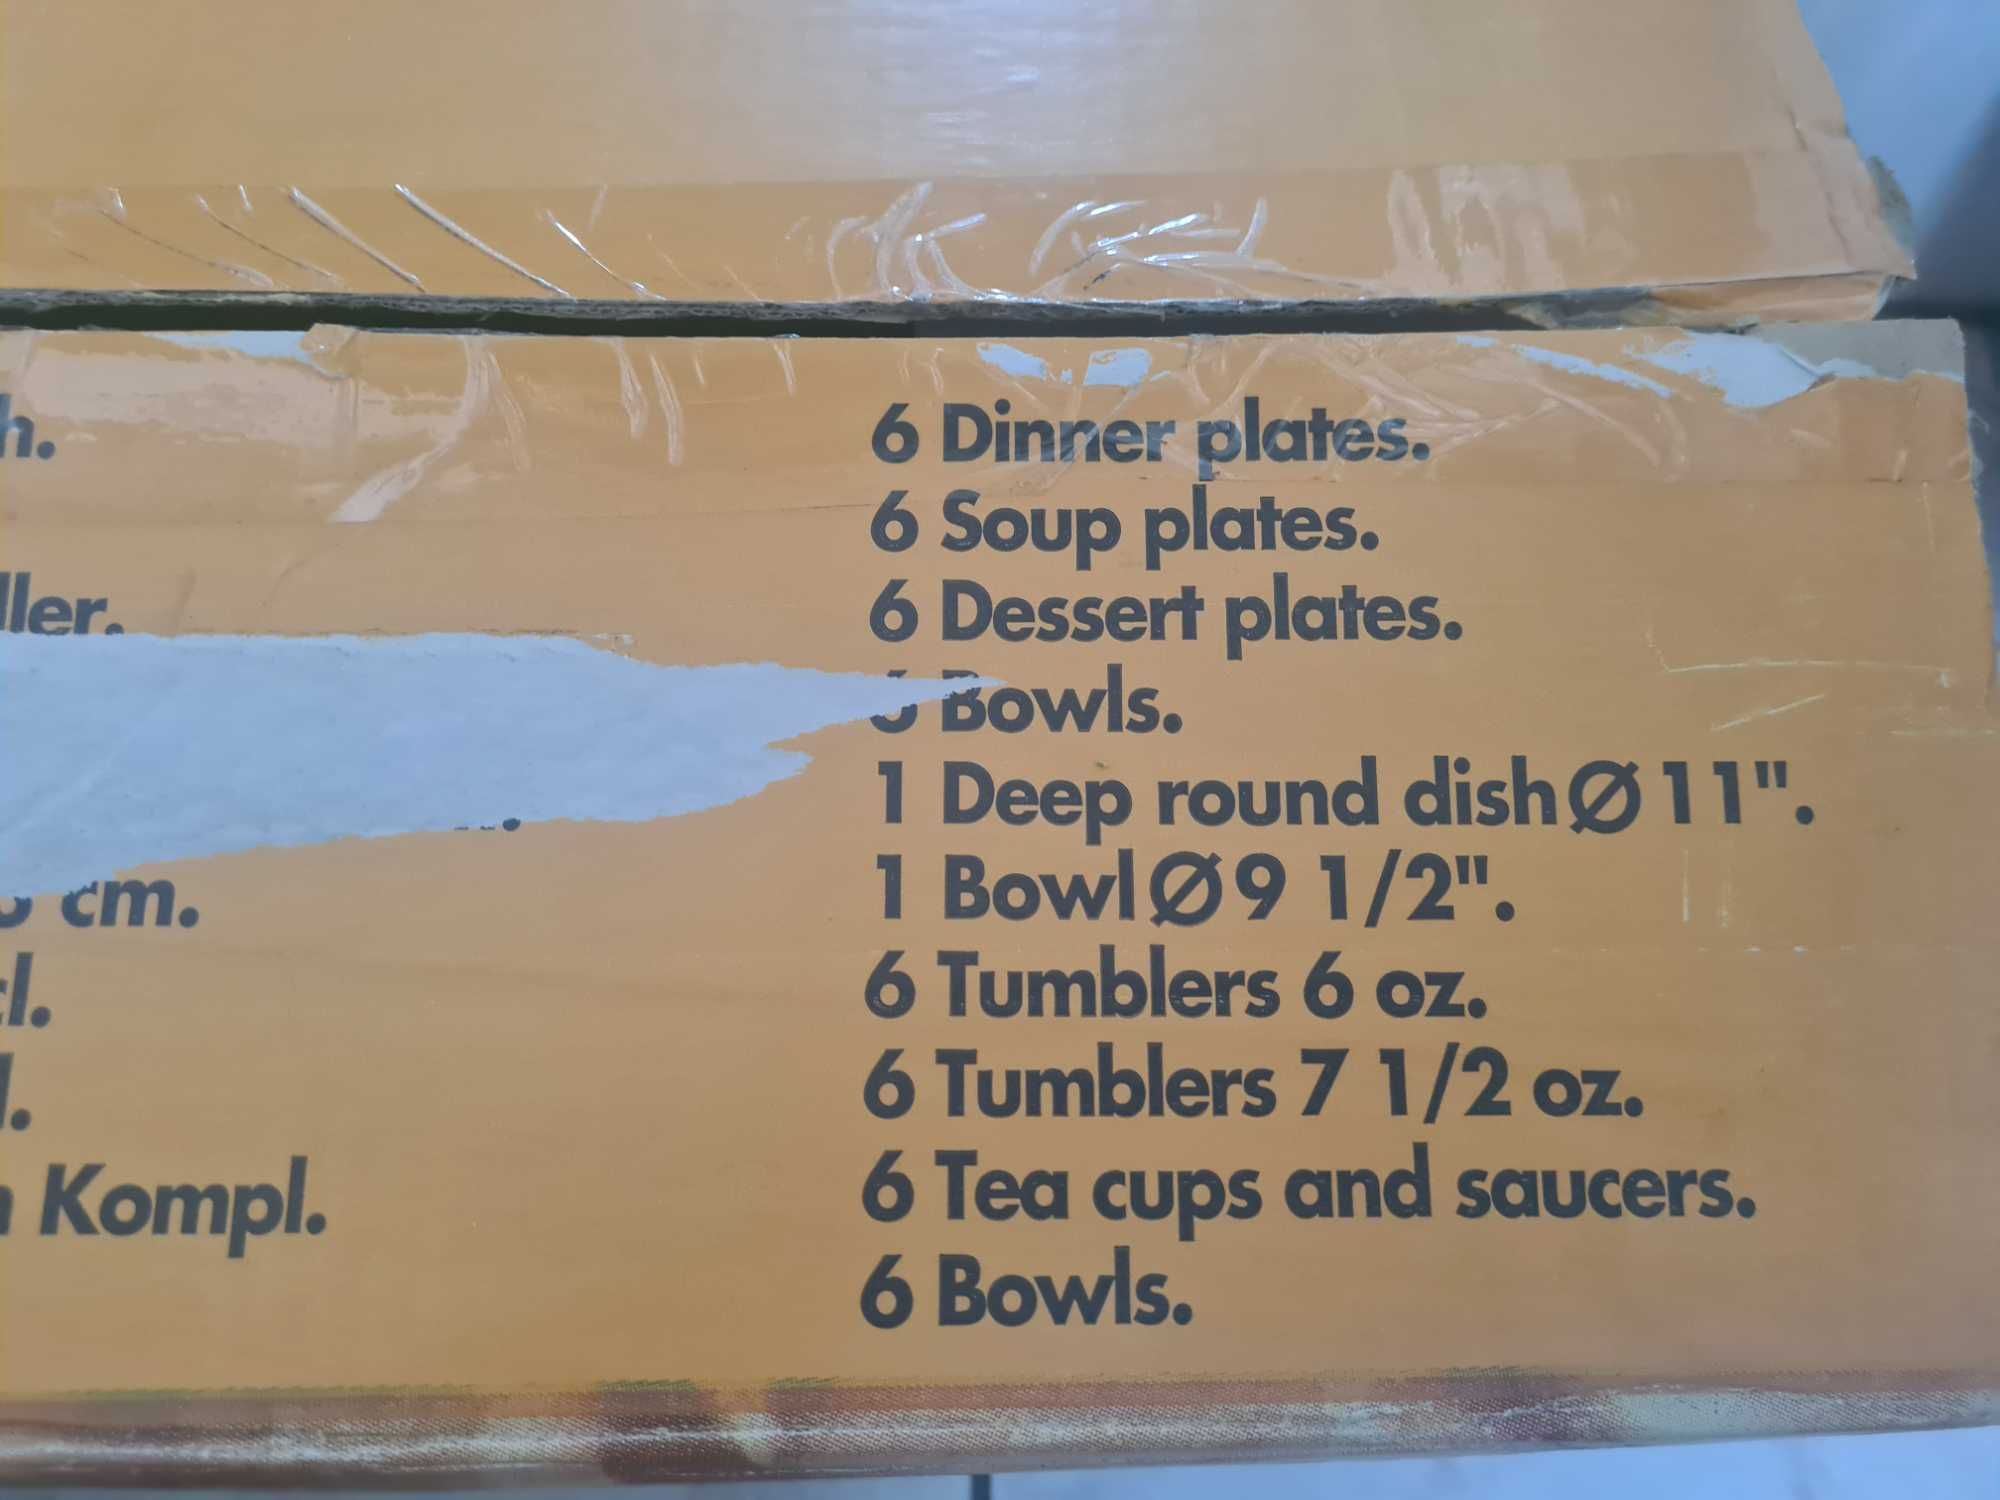 h.
ller.
cm.
cl.
l.
n Kompl.
6 Dinner plates.
6 Soup plates.
6 Dessert plates.
6 Bowls.
1 Deep round dish Ø 11".
1 Bowl Ø 9 1/2".
6 Tumblers 6 oz.
6 Tumblers 7 1/2 oz.
6 Tea cups and saucers.
6 Bowls.